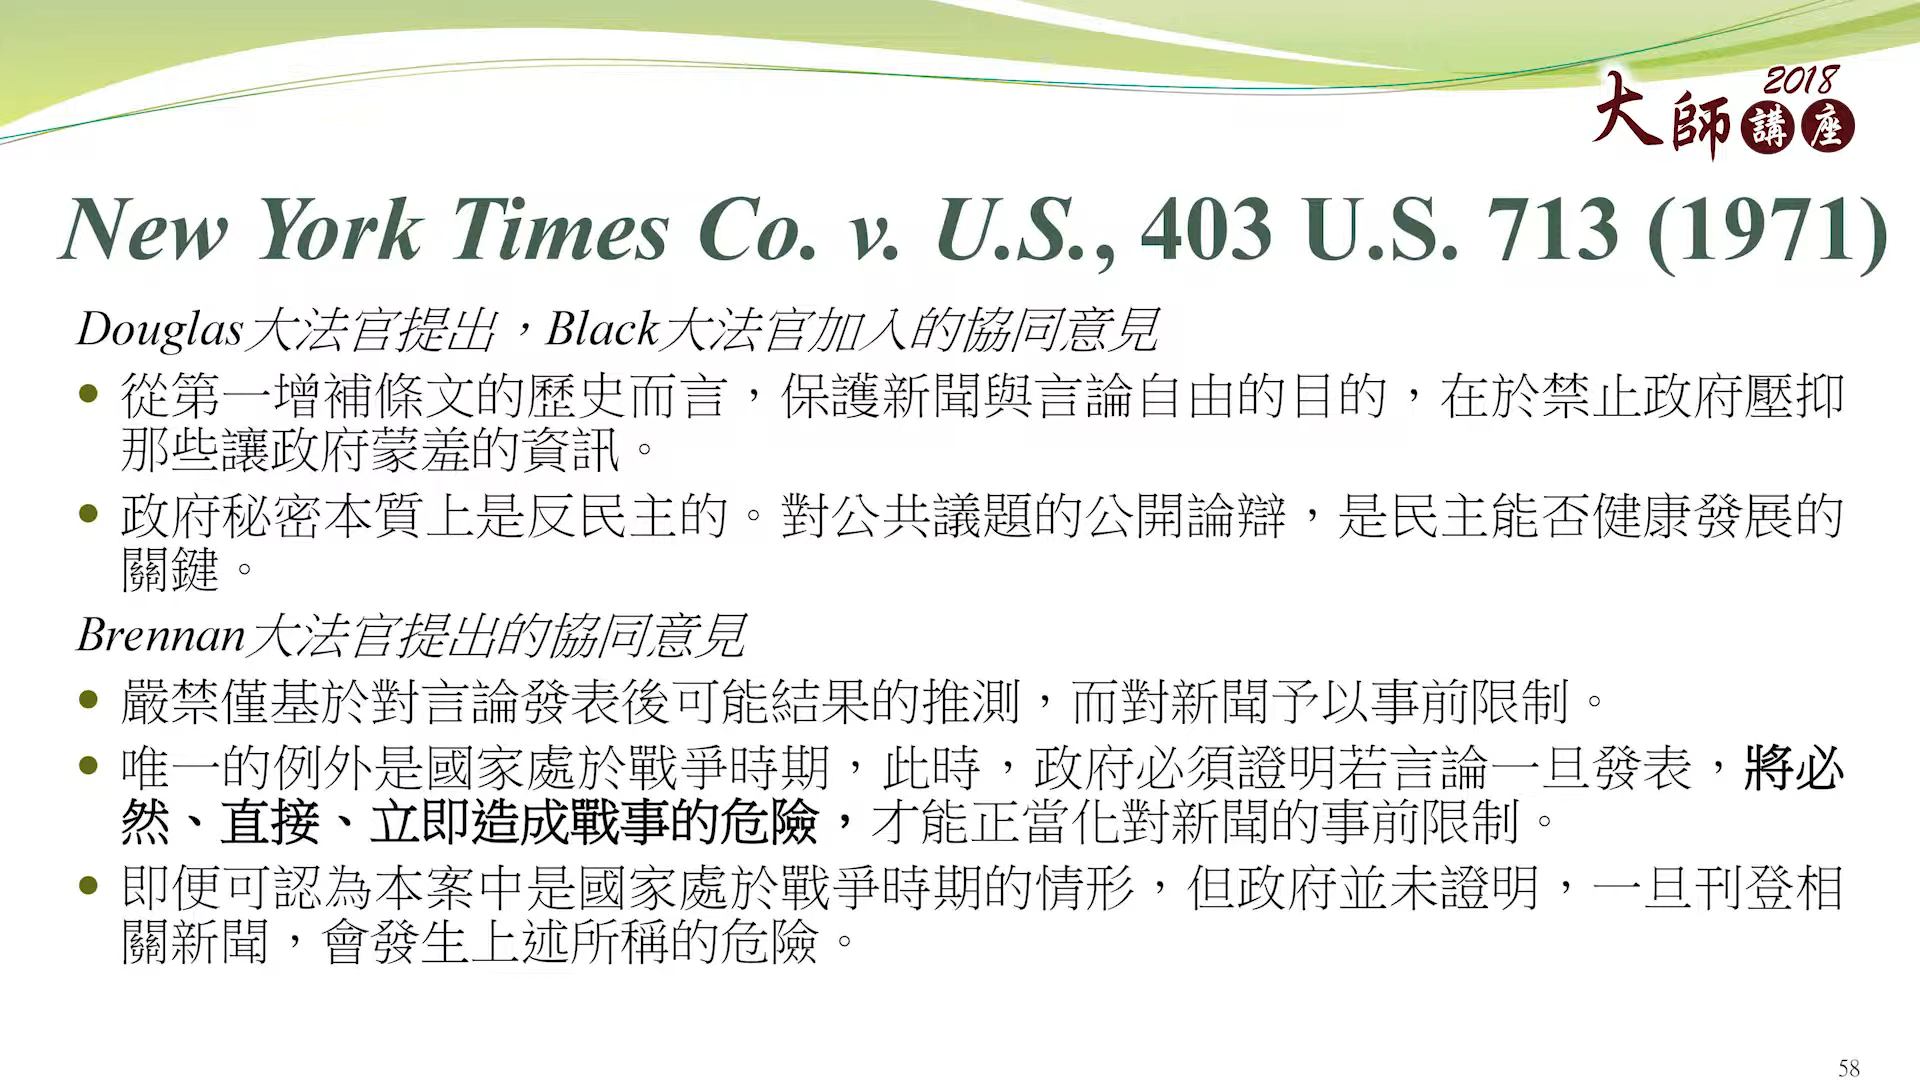 2018
大師講座
New York Times Co. v. U.S., 403 U.S. 713 (1971)
Douglas大法官提出，Black大法官加入的協同意見
• 從第一增補條文的歷史而言，保護新聞與言論自由的目的，在於禁止政府壓抑
那些讓政府蒙羞的資訊。
• 政府秘密本質上是反民主的。對公共議題的公開論辯，是民主能否健康發展的
關鍵。
Brennan大法官提出的協同意見
• 嚴禁僅基於對言論發表後可能結果的推測，而對新聞予以事前限制。
• 唯一的例外是國家處於戰爭時期，此時，政府必須證明若言論一旦發表，將必
然、直接、立即造成戰事的危險，才能正當化對新聞的事前限制。
• 即便可認為本案中是國家處於戰爭時期的情形，但政府並未證明，一旦刊登相
關新聞，會發生上述所稱的危險。
58